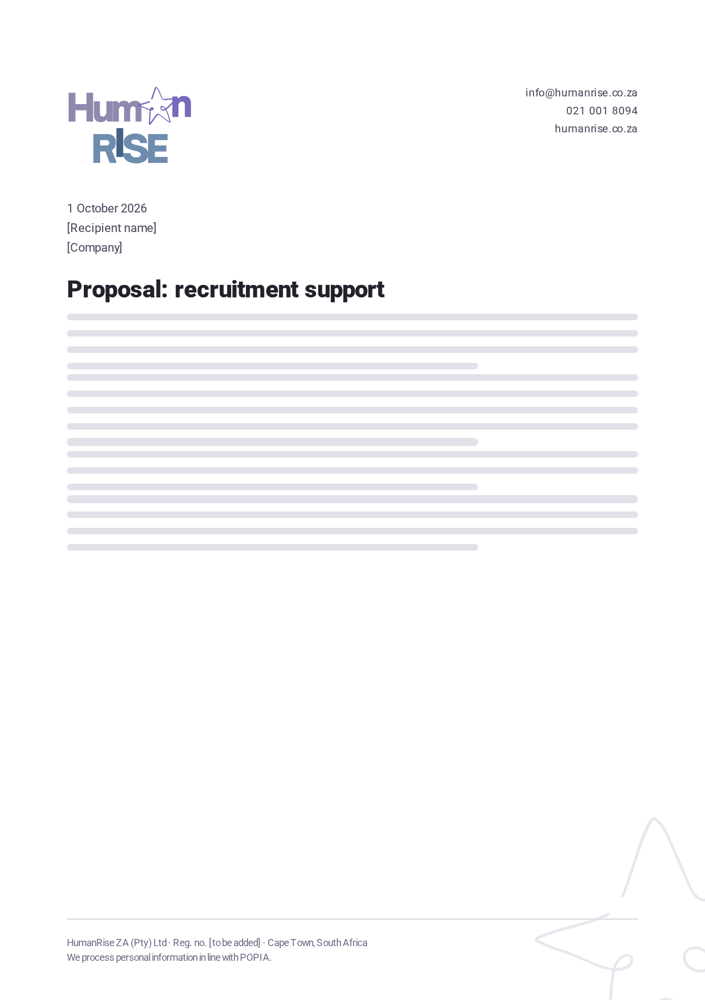 Human
RISE
info@humanrise.co.za
021 001 8094
humanrise.co.za
1 October 2026
[Recipient name]
[Company]
Proposal: recruitment support
HumanRise ZA (Pty) Ltd · Reg. no. [to be added] · Cape Town, South Africa
We process personal information in line with POPIA.